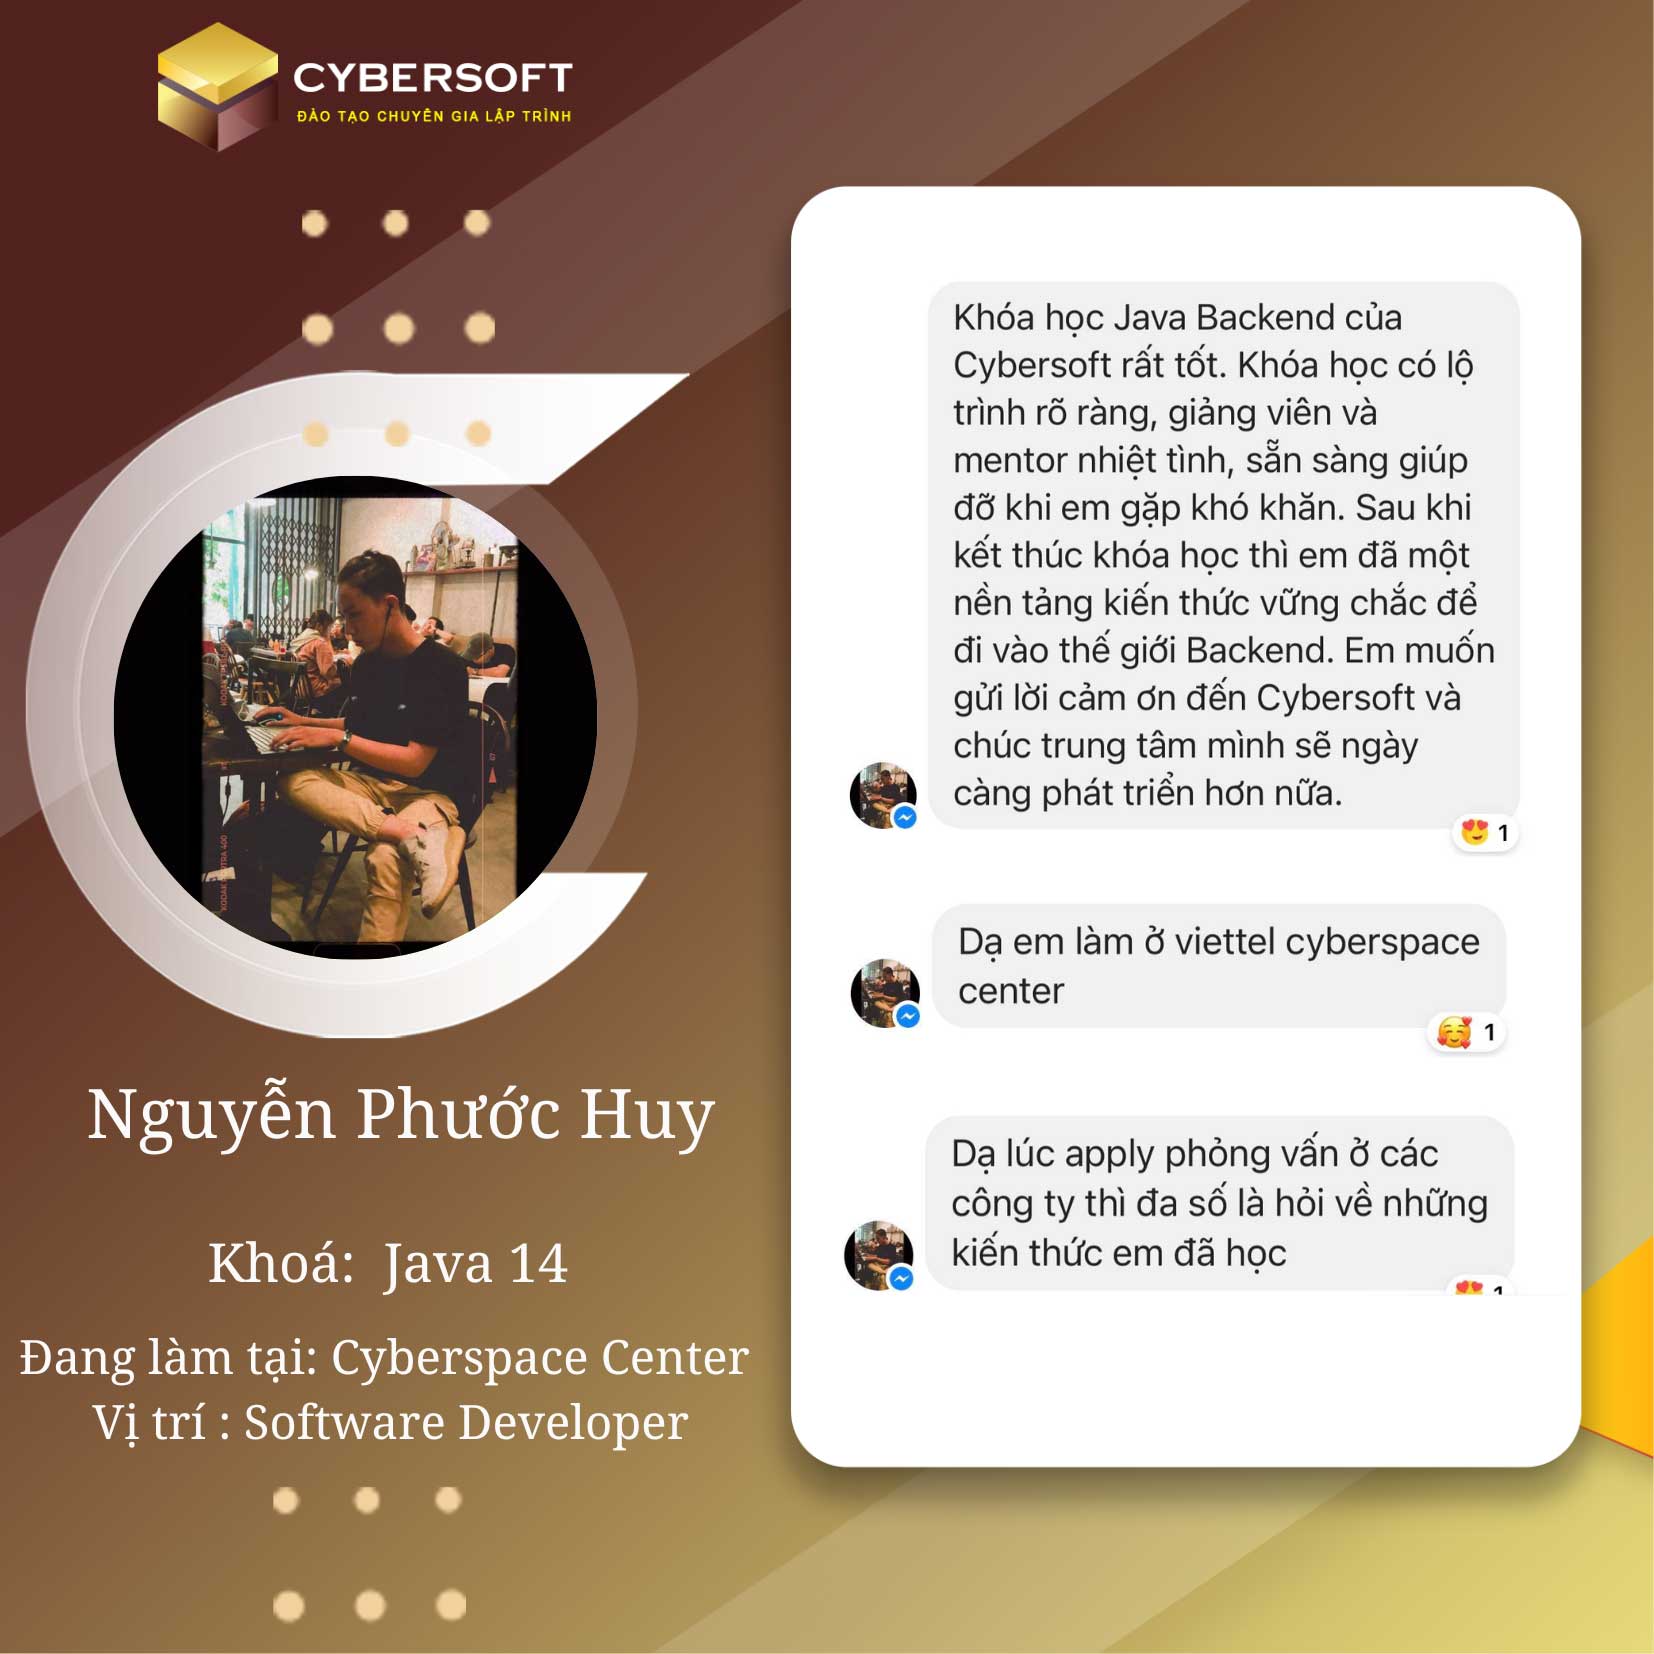 CYBERSOFT
ĐÀO TẠO CHUYÊN GIA LẬP TRÌNH
KODAK PORTRA 400
67
Nguyễn Phước Huy
Khoá: Java 14
Đang làm tại: Cyberspace Center
Vị trí : Software Developer
Khóa học Java Backend của
Cybersoft rất tốt. Khóa học có lộ
trình rõ ràng, giảng viên và
mentor nhiệt tình, sẵn sàng giúp
đỡ khi em gặp khó khăn. Sau khi
kết thúc khóa học thì em đã một
nền tảng kiến thức vững chắc để
đi vào thế giới Backend. Em muốn
gửi lời cảm ơn đến Cybersoft và
chúc trung tâm mình sẽ ngày
càng phát triển hơn nữa.
1
Dạ em làm ở viettel cyberspace
center
1
Dạ lúc apply phỏng vấn ở các
công ty thì đa số là hỏi về những
kiến thức em đã học
1